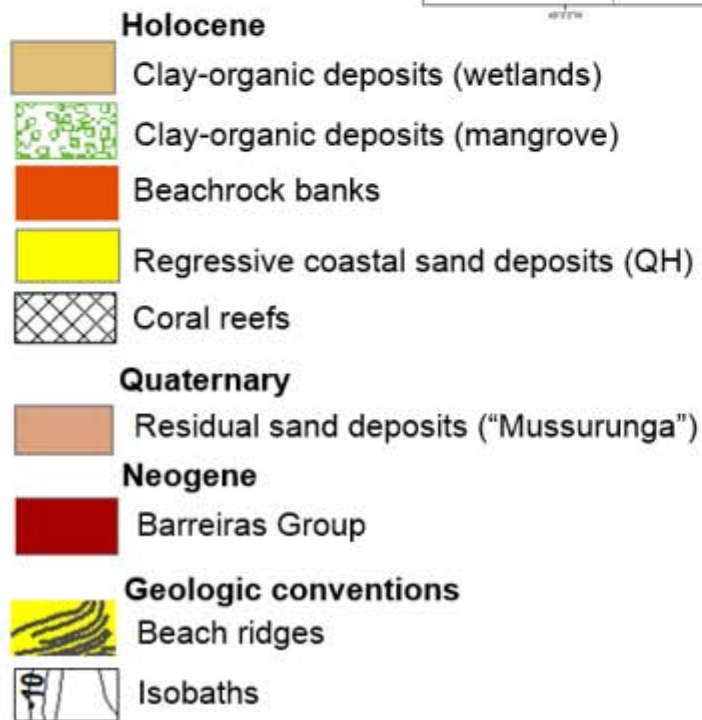 Holocene
Clay-organic deposits (wetlands)
Clay-organic deposits (mangrove)
Beachrock banks
Regressive coastal sand deposits (QH)
Coral reefs
Quaternary
Residual sand deposits (“Mussurunga”)
Neogene
Barreiras Group
Geologic conventions
Beach ridges
-10
Isobaths